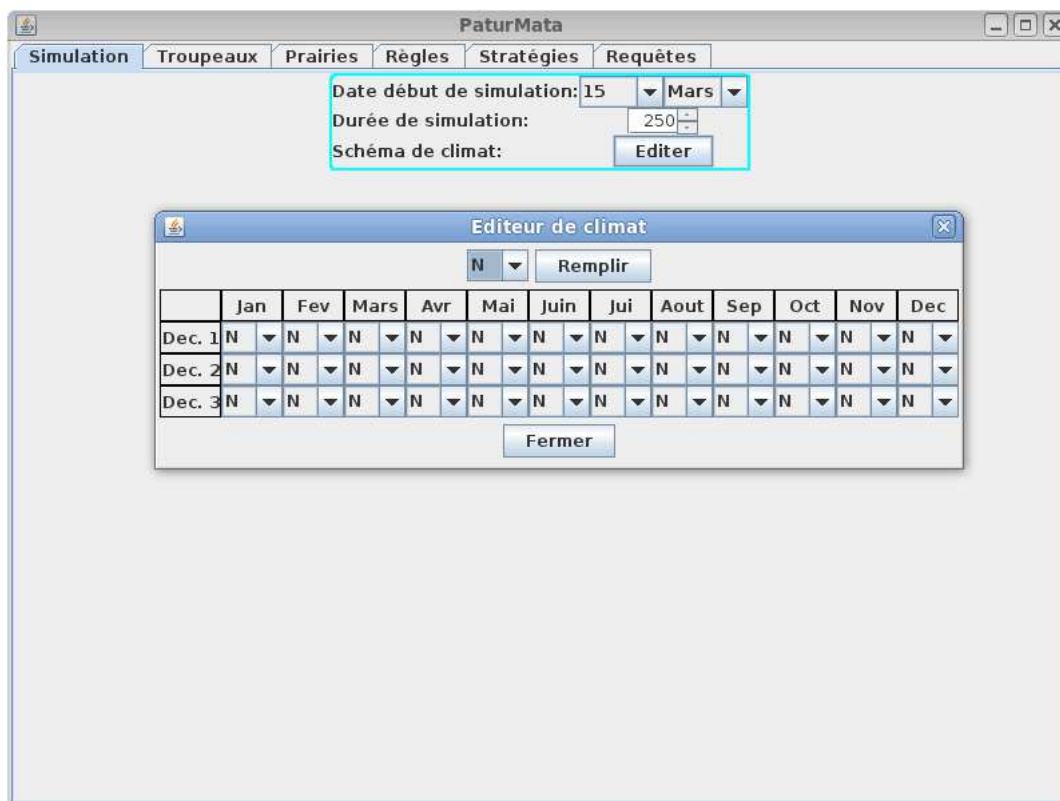 PaturMata
Simulation Troupeaux Prairies Règles Stratégies Requêtes
Date début de simulation: 15 Mars
Durée de simulation: 250
Schéma de climat: Editer
Editeur de climat
N Remplir
Jan Fev Mars Avr Mai Juin Jui Aout Sep Oct Nov Dec
Dec. 1 N N N N N N N N N N N N
Dec. 2 N N N N N N N N N N N N
Dec. 3 N N N N N N N N N N N N
Fermer